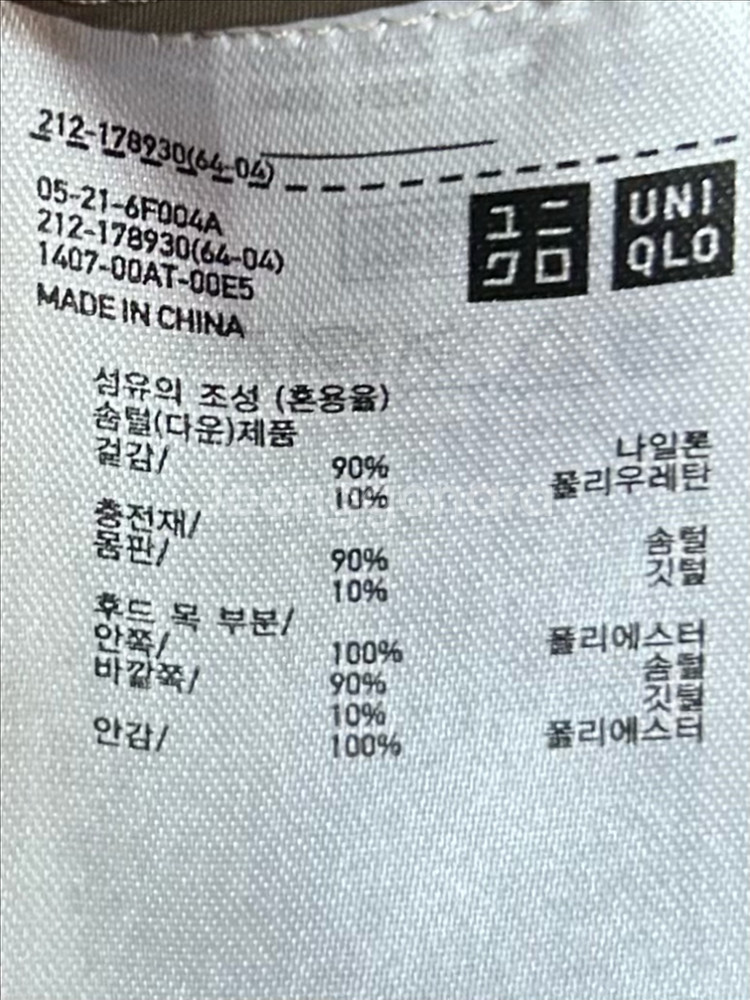 212-178930(64-04)
05-21-6F004A
212-178930(64-04)
1407-00AT-00E5
MADE IN CHINA
ユニ
クロ
UNI
QLO
섬유의 조성 (혼용율)
솜털(다운)제품
겉감/ 90% 나일론
10% 폴리우레탄
충전재/
몸판/ 90% 솜털
10% 깃털
후드 목 부분/
안쪽/ 100% 폴리에스터
바깥쪽/ 90% 솜털
10% 깃털
안감/ 100% 폴리에스터